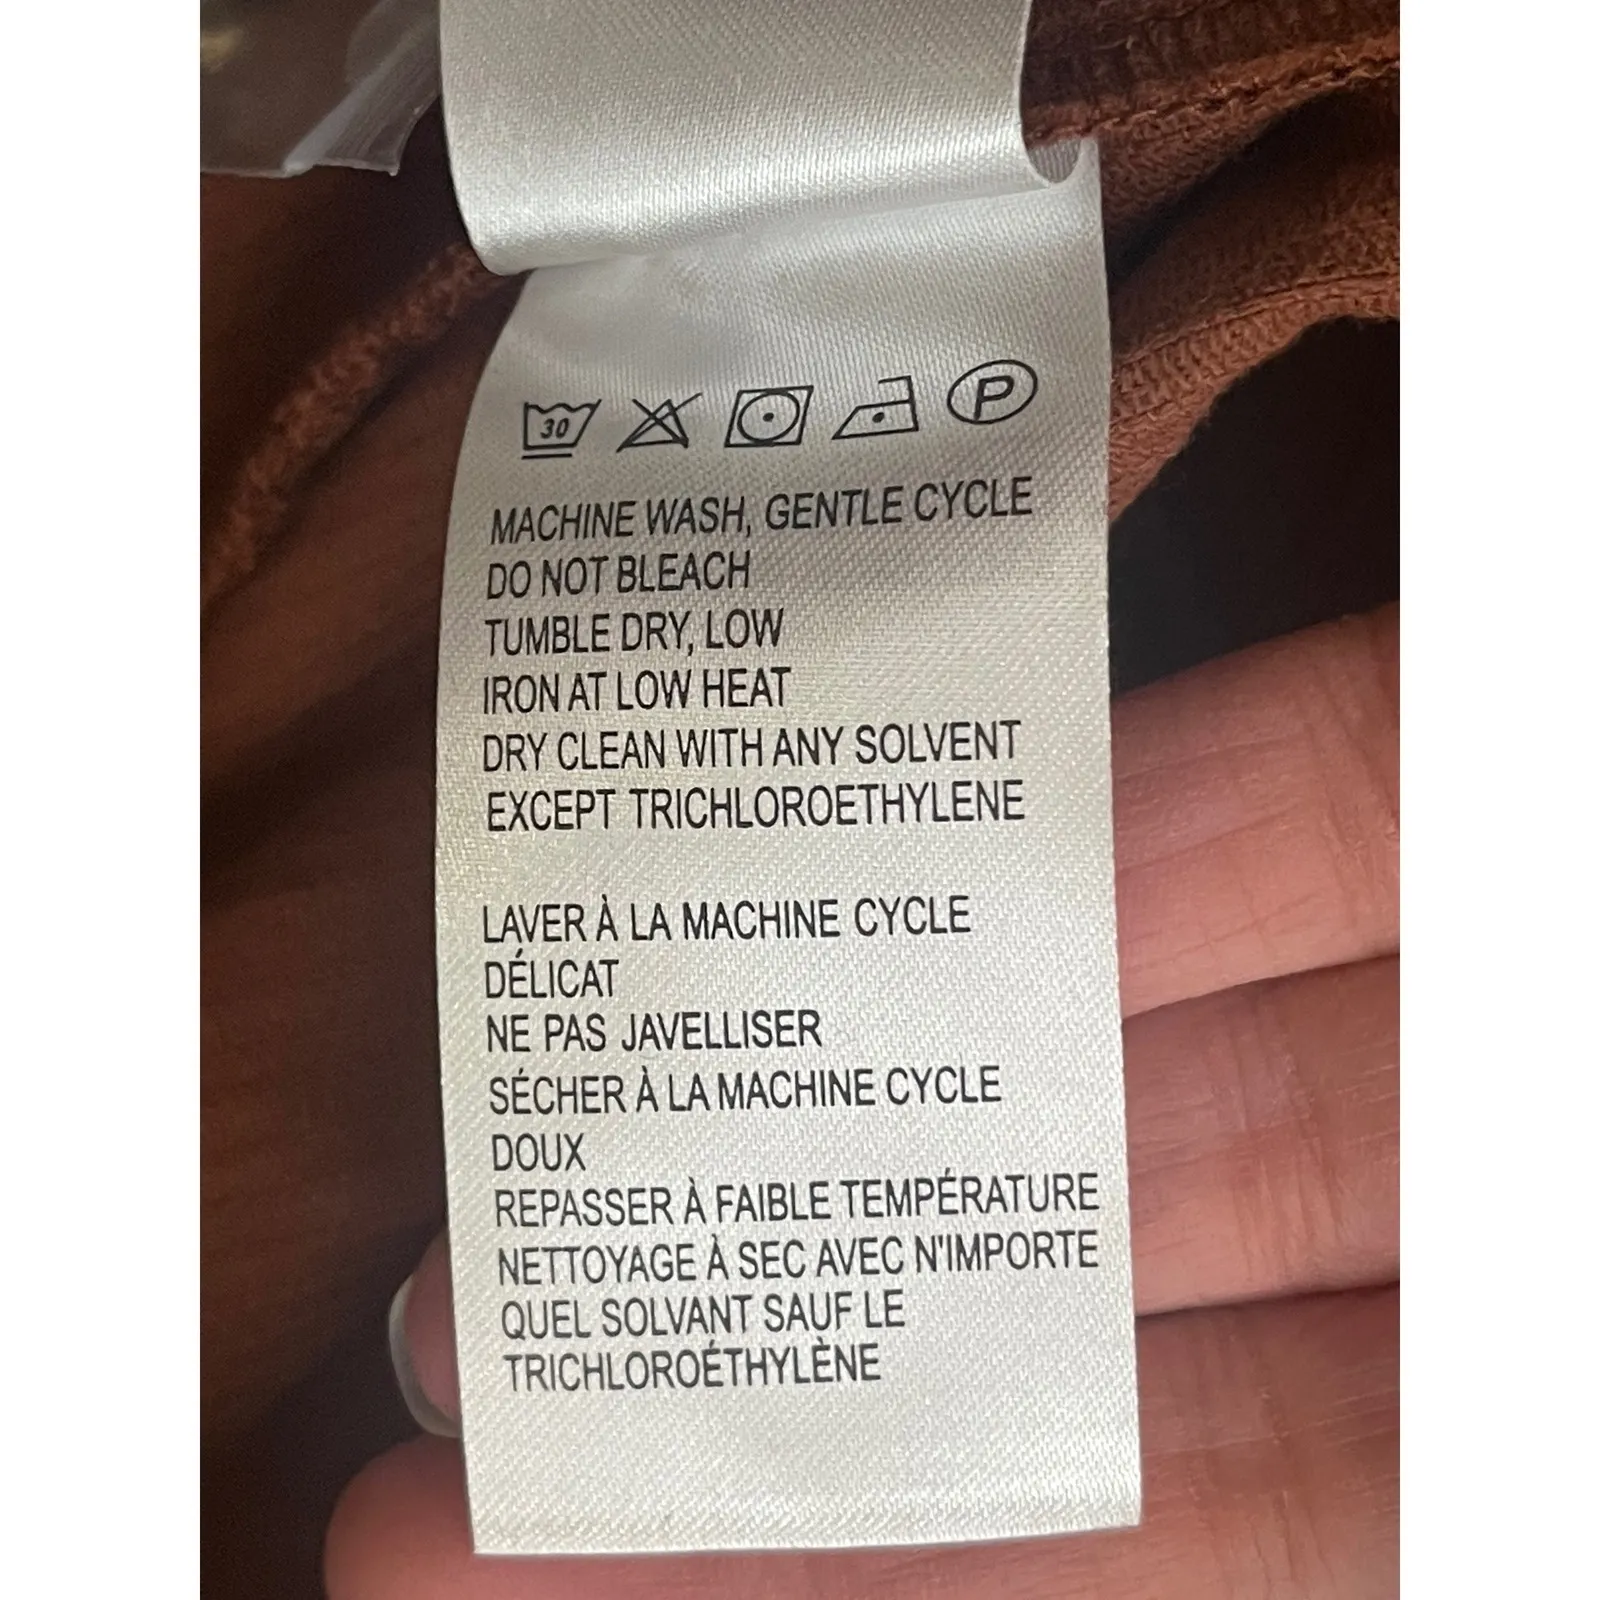 30 P
MACHINE WASH, GENTLE CYCLE
DO NOT BLEACH
TUMBLE DRY, LOW
IRON AT LOW HEAT
DRY CLEAN WITH ANY SOLVENT
EXCEPT TRICHLOROETHYLENE
LAVER À LA MACHINE CYCLE
DÉLICAT
NE PAS JAVELLISER
SÉCHER À LA MACHINE CYCLE
DOUX
REPASSER À FAIBLE TEMPÉRATURE
NETTOYAGE À SEC AVEC N'IMPORTE
QUEL SOLVANT SAUF LE
TRICHLOROÉTHYLÈNE